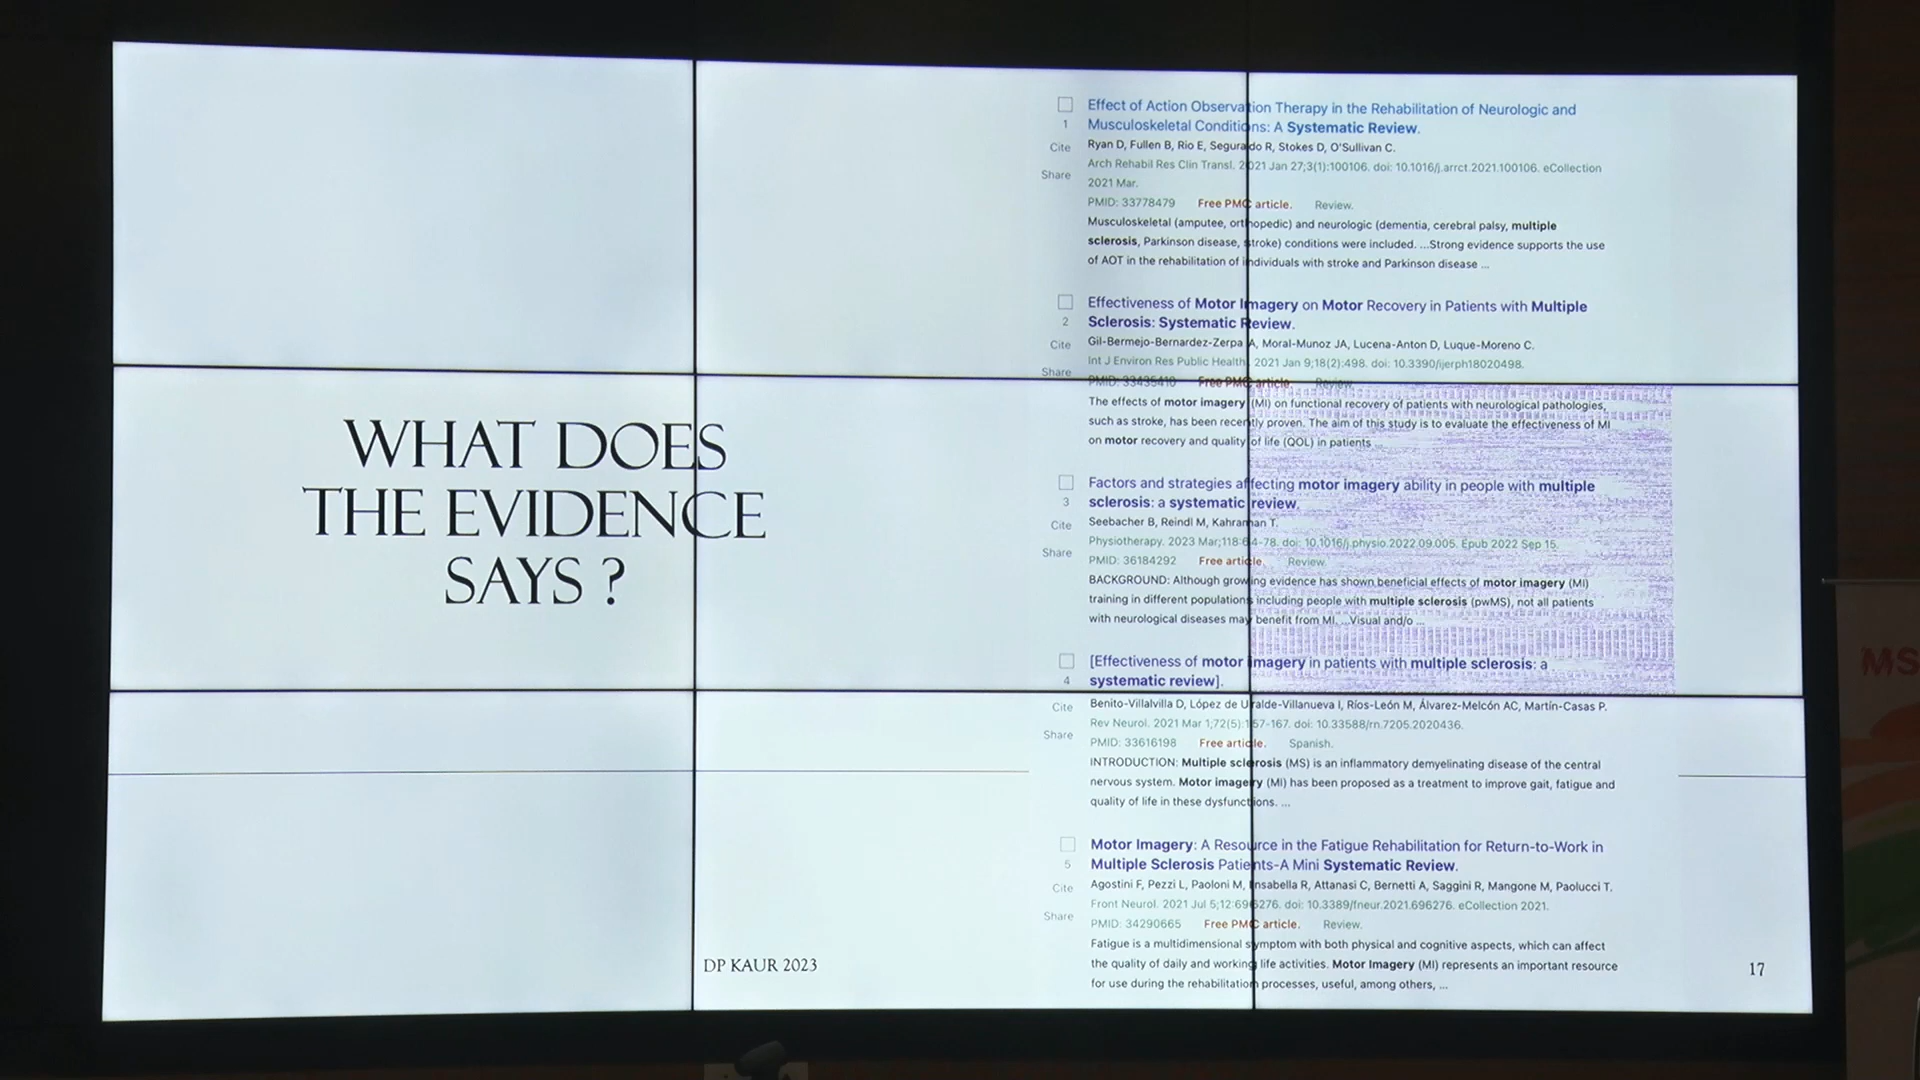 WHAT DOES
THE EVIDENCE
SAYS ?
Effect of Action Observation Therapy in the Rehabilitation of Neurologic and
1 Musculoskeletal Conditions: A Systematic Review.
Cite Ryan D, Fullen B, Rio E, Segurado R, Stokes D, O'Sullivan C.
Arch Rehabil Res Clin Transl. 2021 Jan 27;3(1):100106. doi: 10.1016/j.arrct.2021.100106. eCollection
Share 2021 Mar.
PMID: 33778479 Free PMC article. Review.
Musculoskeletal (amputee, orthopedic) and neurologic (dementia, cerebral palsy, multiple
sclerosis, Parkinson disease, stroke) conditions were included. ...Strong evidence supports the use
of AOT in the rehabilitation of individuals with stroke and Parkinson disease ...
Effectiveness of Motor Imagery on Motor Recovery in Patients with Multiple
2 Sclerosis: Systematic Review.
Cite Gil-Bermejo-Bernardez-Zerpa A, Moral-Munoz JA, Lucena-Anton D, Luque-Moreno C.
Int J Environ Res Public Health. 2021 Jan 9;18(2):498. doi: 10.3390/ijerph18020498.
Share PMID: 33435410 Free PMC article. Review.
The effects of motor imagery (MI) on functional recovery of patients with neurological pathologies,
such as stroke, has been recently proven. The aim of this study is to evaluate the effectiveness of MI
on motor recovery and quality of life (QOL) in patients ...
Factors and strategies affecting motor imagery ability in people with multiple
3 sclerosis: a systematic review.
Cite Seebacher B, Reindl M, Kahraman T.
Physiotherapy. 2023 Mar;118:64-78. doi: 10.1016/j.physio.2022.09.005. Epub 2022 Sep 15.
Share PMID: 36184292 Free article. Review.
BACKGROUND: Although growing evidence has shown beneficial effects of motor imagery (MI)
training in different populations including people with multiple sclerosis (pwMS), not all patients
with neurological diseases may benefit from MI. ...Visual and/o ...
[Effectiveness of motor imagery in patients with multiple sclerosis: a
4 systematic review].
Cite Benito-Villalvilla D, López de Uralde-Villanueva I, Ríos-León M, Álvarez-Melcón AC, Martín-Casas P.
Rev Neurol. 2021 Mar 1;72(5):157-167. doi: 10.33588/rn.7205.2020436.
Share PMID: 33616198 Free article. Spanish.
INTRODUCTION: Multiple sclerosis (MS) is an inflammatory demyelinating disease of the central
nervous system. Motor imagery (MI) has been proposed as a treatment to improve gait, fatigue and
quality of life in these dysfunctions. ...
Motor Imagery: A Resource in the Fatigue Rehabilitation for Return-to-Work in
5 Multiple Sclerosis Patients-A Mini Systematic Review.
Cite Agostini F, Pezzi L, Paoloni M, Insabella R, Attanasi C, Bernetti A, Saggini R, Mangone M, Paolucci T.
Front Neurol. 2021 Jul 5;12:696276. doi: 10.3389/fneur.2021.696276. eCollection 2021.
Share PMID: 34290665 Free PMC article. Review.
Fatigue is a multidimensional symptom with both physical and cognitive aspects, which can affect
the quality of daily and working life activities. Motor Imagery (MI) represents an important resource
for use during the rehabilitation processes, useful, among others, ...
DP KAUR 2023
17
MS